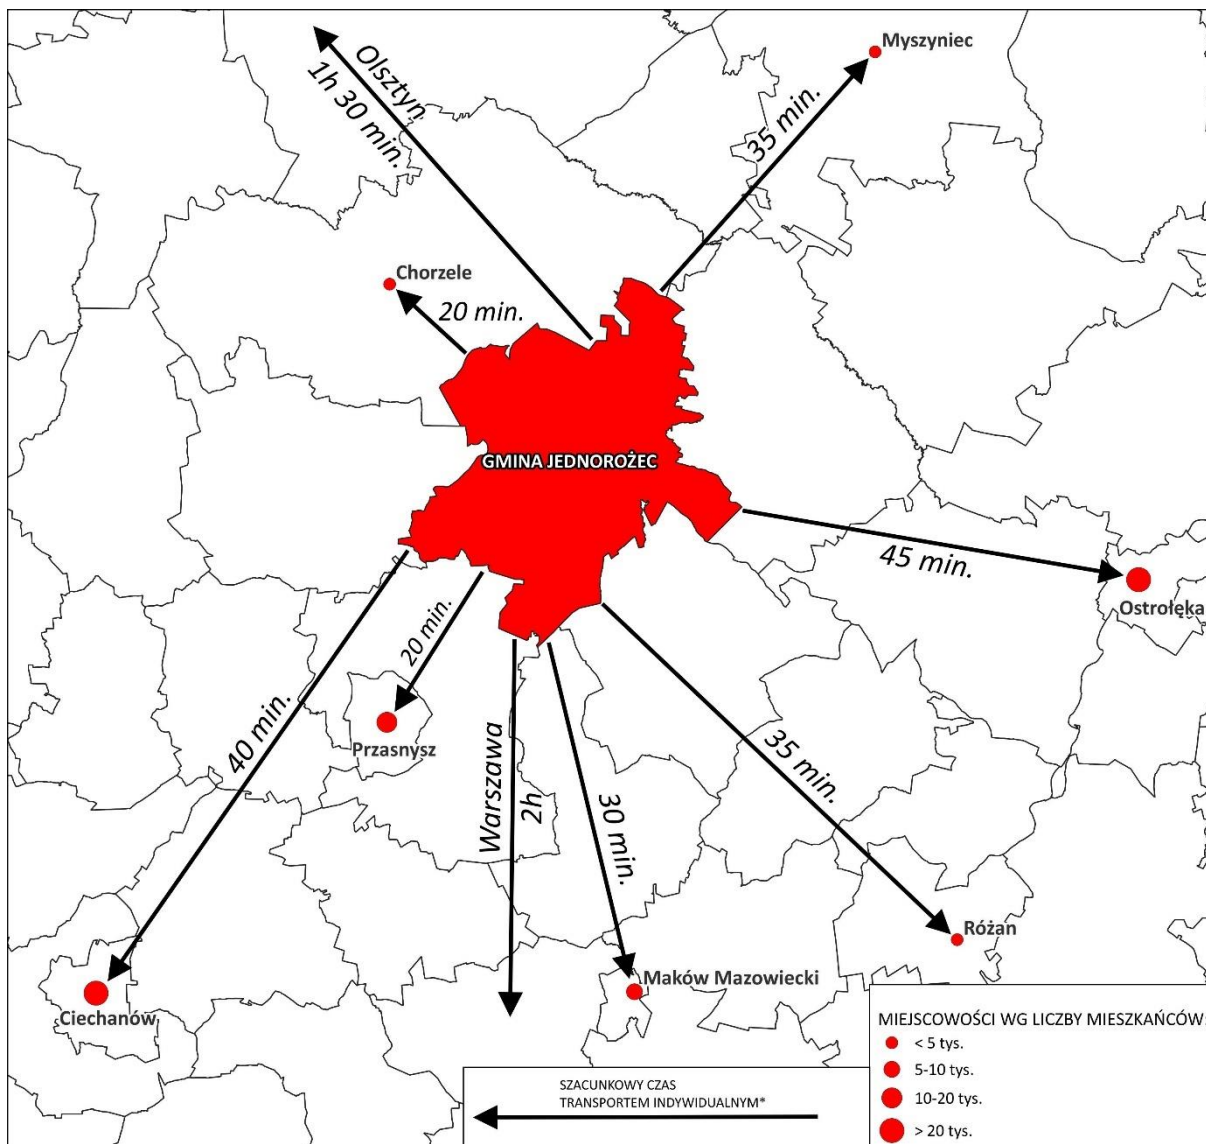 Myszyniec
Olsztyn
1h 30 min.
35 min.
Chorzele
20 min.
GMINA JEDNOROŻEC
45 min.
Ostrołęka
20 min.
40 min.
Przasnysz
Warszawa
2h
30 min.
35 min.
Różan
Maków Mazowiecki
Ciechanów
MIEJSCOWOŚCI WG LICZBY MIESZKAŃCÓW:
< 5 tys.
5-10 tys.
10-20 tys.
> 20 tys.
SZACUNKOWY CZAS
TRANSPORTEM INDYWIDUALNYM*